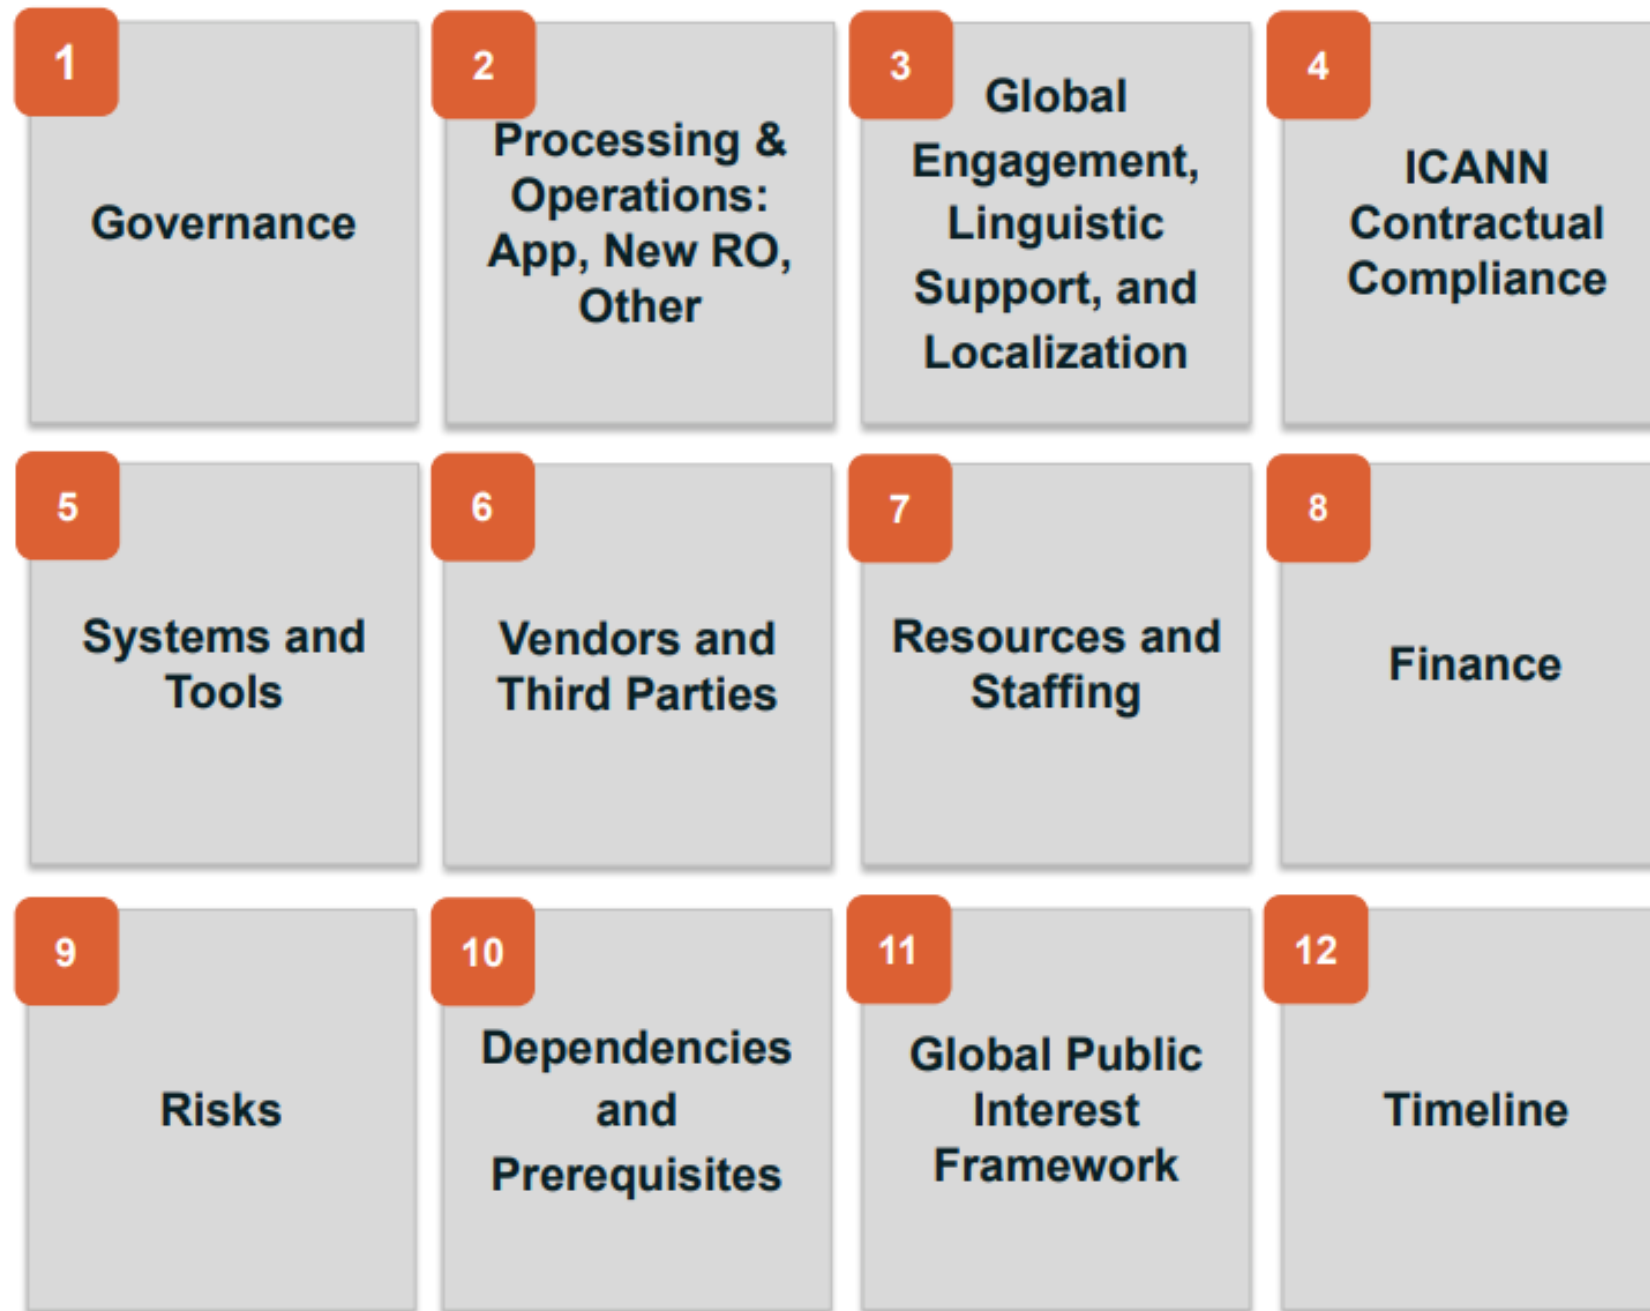 1
Governance
2
Processing &
Operations:
App, New RO,
Other
3
Global
Engagement,
Linguistic
Support, and
Localization
4
ICANN
Contractual
Compliance
5
Systems and
Tools
6
Vendors and
Third Parties
7
Resources and
Staffing
8
Finance
9
Risks
10
Dependencies
and
Prerequisites
11
Global Public
Interest
Framework
12
Timeline